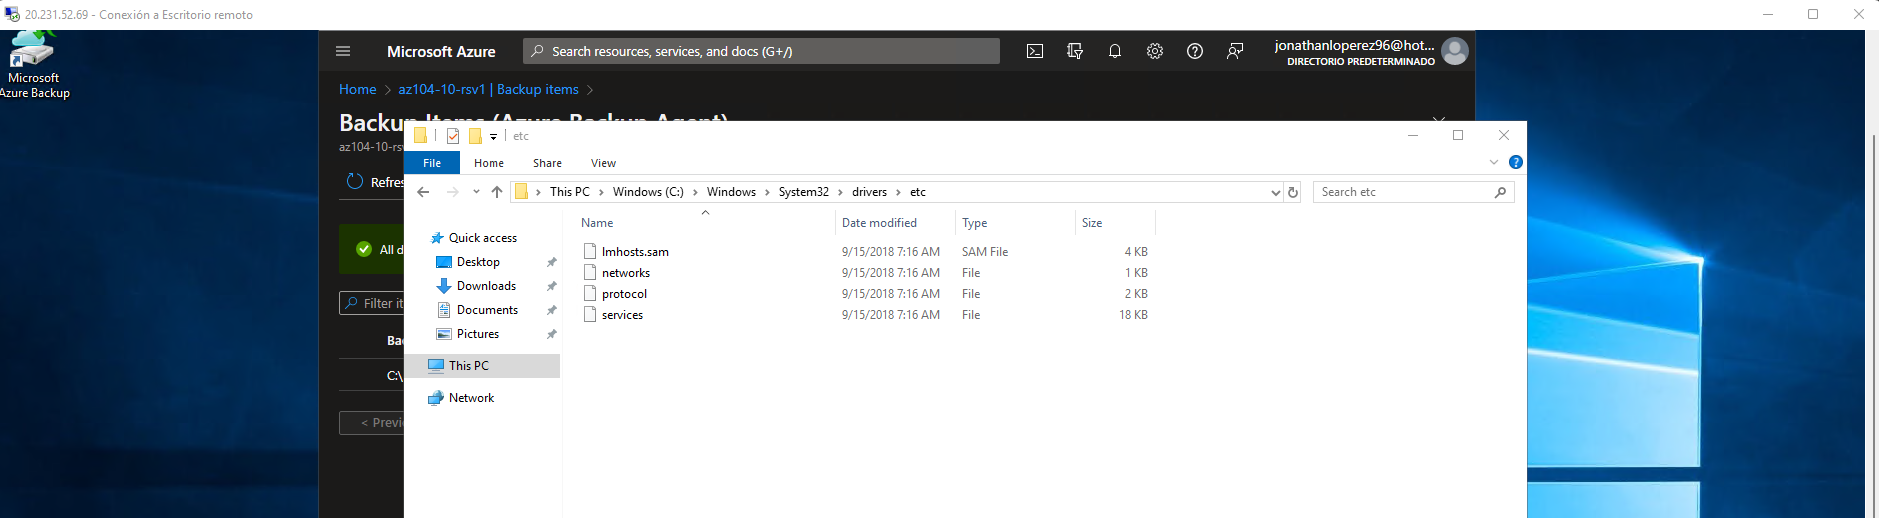 20.231.52.69 - Conexión a Escritorio remoto
Microsoft Azure Backup
Microsoft Azure
Search resources, services, and docs (G+/)
jonathanloperez96@hot...
DIRECTORIO PREDETERMINADO
Home > az104-10-rsv1 | Backup items >
Backup Items (Azure Backup Agent)
az104-10-rsv
Refres
All d
Filter it
Bac
C:\
< Previ
etc
File Home Share View
This PC > Windows (C:) > Windows > System32 > drivers > etc
Search etc
Name Date modified Type Size
Quick access
Desktop
Downloads
Documents
Pictures
This PC
Network
lmhosts.sam 9/15/2018 7:16 AM SAM File 4 KB
networks 9/15/2018 7:16 AM File 1 KB
protocol 9/15/2018 7:16 AM File 2 KB
services 9/15/2018 7:16 AM File 18 KB